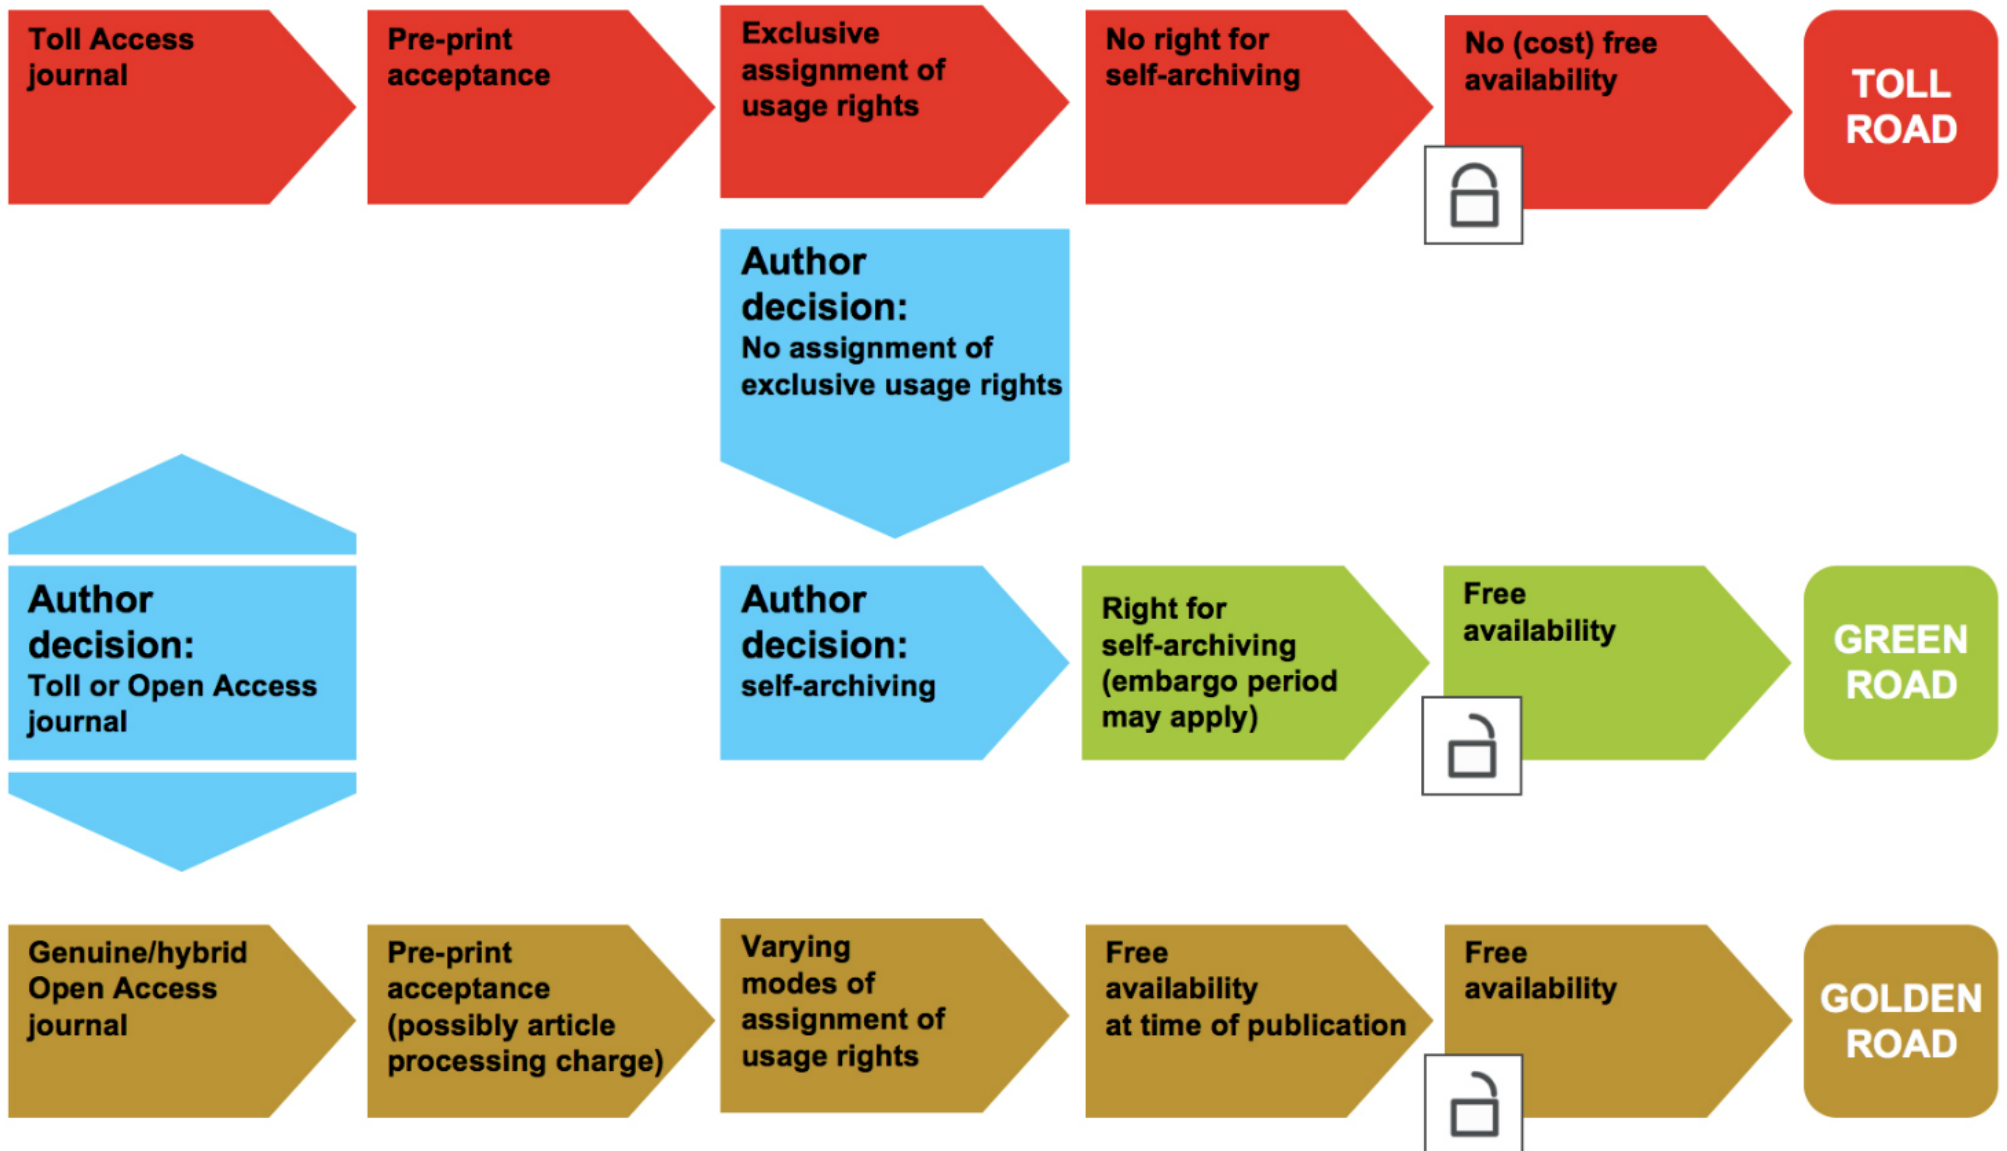 Toll Access
journal
Pre-print
acceptance
Exclusive
assignment of
usage rights
No right for
self-archiving
No (cost) free
availability
TOLL
ROAD
Author
decision:
No assignment of
exclusive usage rights
Author
decision:
Toll or Open Access
journal
Author
decision:
self-archiving
Right for
self-archiving
(embargo period
may apply)
Free
availability
GREEN
ROAD
Genuine/hybrid
Open Access
journal
Pre-print
acceptance
(possibly article
processing charge)
Varying
modes of
assignment of
usage rights
Free
availability
at time of publication
Free
availability
GOLDEN
ROAD